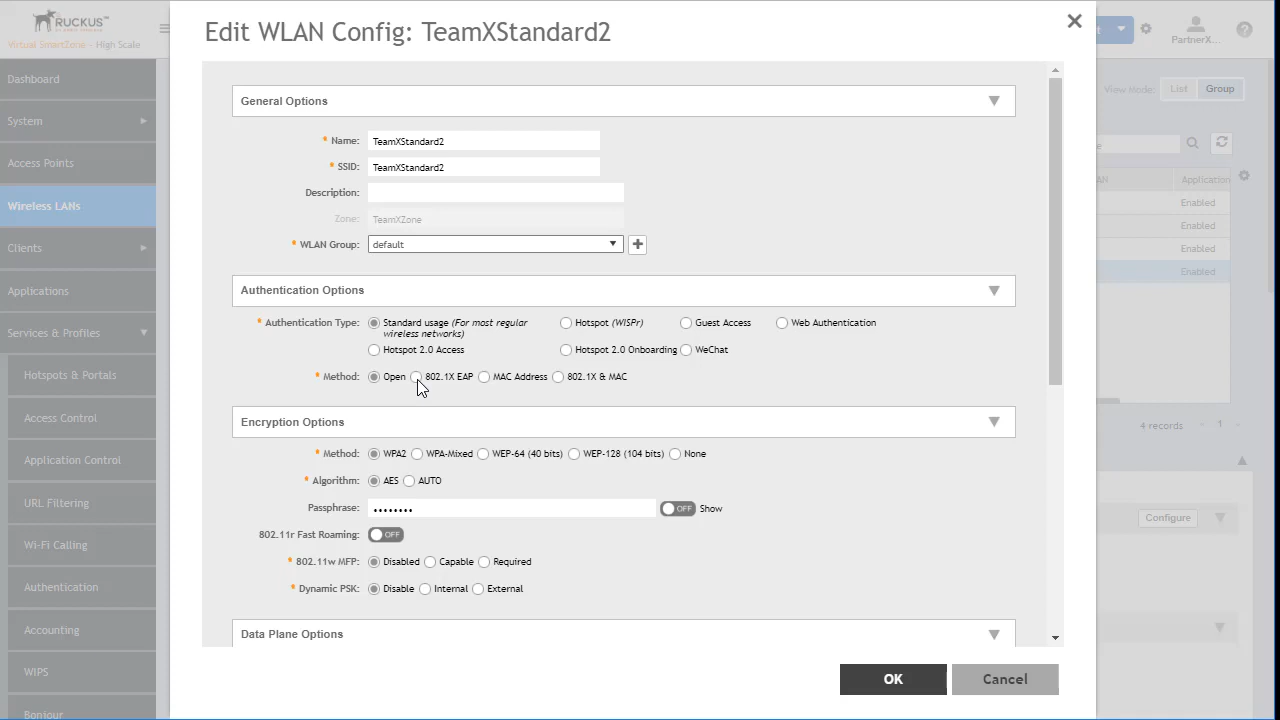 RUCKUS™
Virtual SmartZone - High Scale
Edit WLAN Config: TeamXStandard2
PartnerX...
Dashboard
System
Access Points
Wireless LANs
Clients
Applications
Services & Profiles
Hotspots & Portals
Access Control
Application Control
URL Filtering
Wi-Fi Calling
Authentication
Accounting
WIPS
Bonjour
General Options
* Name: TeamXStandard2
* SSID: TeamXStandard2
Description:
Zone: TeamXZone
* WLAN Group: default
Authentication Options
* Authentication Type: Standard usage (For most regular wireless networks) Hotspot (WISPr) Guest Access Web Authentication
Hotspot 2.0 Access Hotspot 2.0 Onboarding WeChat
* Method: Open 802.1X EAP MAC Address 802.1X & MAC
Encryption Options
* Method: WPA2 WPA-Mixed WEP-64 (40 bits) WEP-128 (104 bits) None
* Algorithm: AES AUTO
Passphrase: •••••••• OFF Show
802.11r Fast Roaming: OFF
* 802.11w MFP: Disabled Capable Required
* Dynamic PSK: Disable Internal External
Data Plane Options
OK Cancel
View Mode: List Group
Application
Enabled
Enabled
Enabled
Enabled
4 records 1
Configure